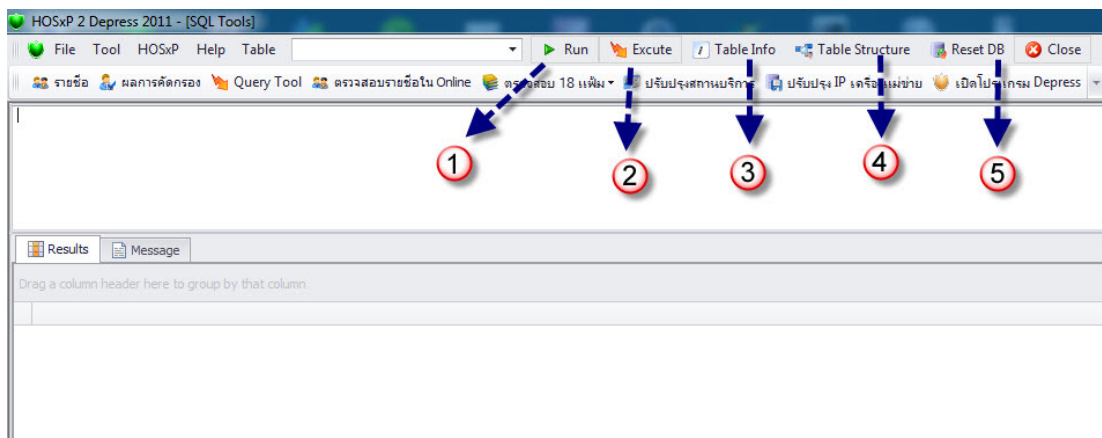 HOSxP 2 Depress 2011 - [SQL Tools]
File Tool HOSxP Help Table Run Excute Table Info Table Structure Reset DB Close
รายชื่อ ผลการคัดกรอง Query Tool ตรวจสอบรายชื่อใน Online ตรวจสอบ 18 แฟ้ม ปรับปรุงสถานบริการ ปรับปรุง IP เครือแม่ข่าย เปิดโปรแกรม Depress
1 2 3 4 5
Results Message
Drag a column header here to group by that column